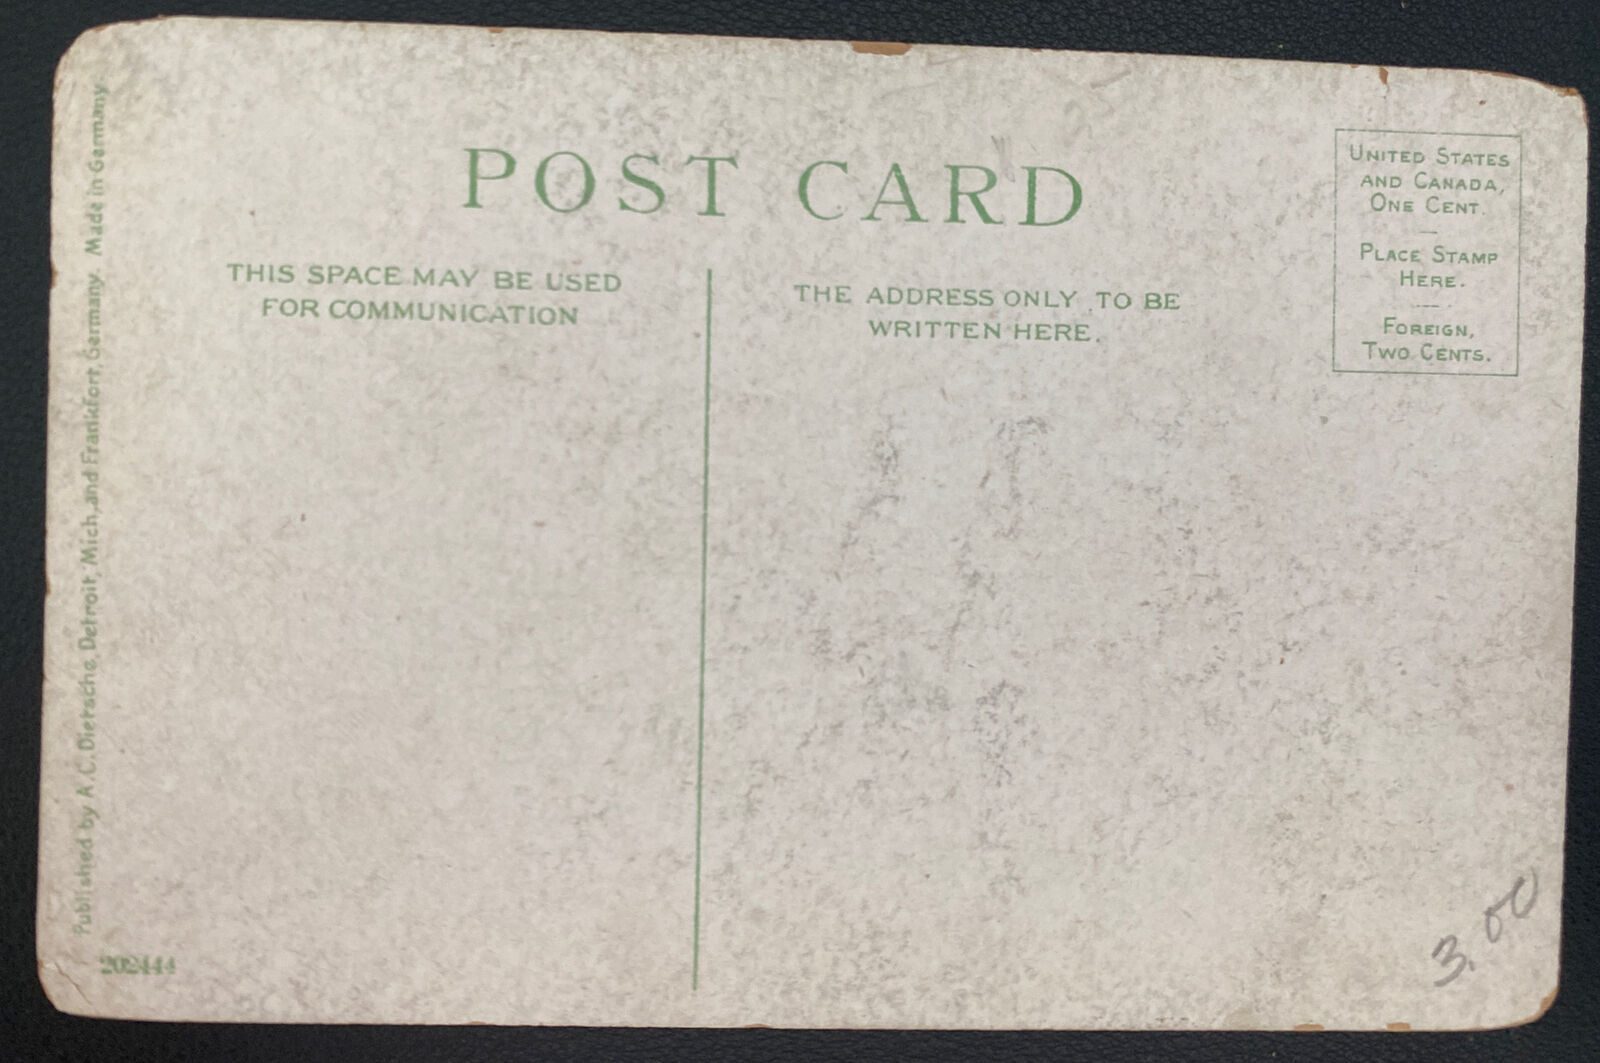 POST CARD
THIS SPACE MAY BE USED
FOR COMMUNICATION
THE ADDRESS ONLY TO BE
WRITTEN HERE.
UNITED STATES
AND CANADA,
ONE CENT.
PLACE STAMP
HERE.
FOREIGN,
TWO CENTS.
Published by A. C. Dietsche, Detroit, Mich, and Frankfort, Germany. Made in Germany.
202444
3.00